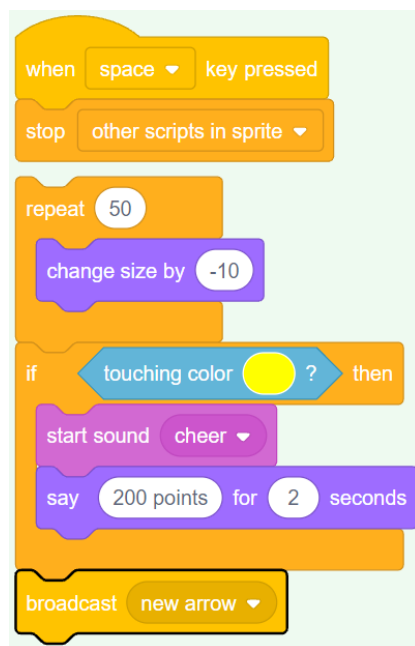 when space key pressed
stop other scripts in sprite
repeat 50
change size by -10
if touching color ? then
start sound cheer
say 200 points for 2 seconds
broadcast new arrow